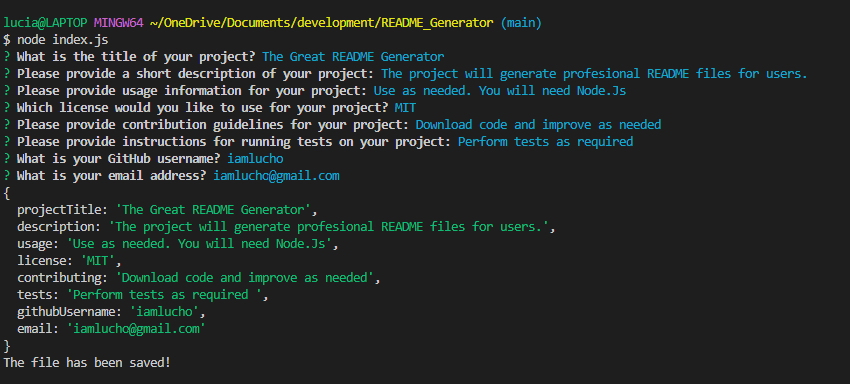 lucia@LAPTOP MINGW64 ~/OneDrive/Documents/development/README_Generator (main)
$ node index.js
? What is the title of your project? The Great README Generator
? Please provide a short description of your project: The project will generate profesional README files for users.
? Please provide usage information for your project: Use as needed. You will need Node.Js
? Which license would you like to use for your project? MIT
? Please provide contribution guidelines for your project: Download code and improve as needed
? Please provide instructions for running tests on your project: Perform tests as required
? What is your GitHub username? iamlucho
? What is your email address? iamlucho@gmail.com
{
  projectTitle: 'The Great README Generator',
  description: 'The project will generate profesional README files for users.',
  usage: 'Use as needed. You will need Node.Js',
  license: 'MIT',
  contributing: 'Download code and improve as needed',
  tests: 'Perform tests as required ',
  githubUsername: 'iamlucho',
  email: 'iamlucho@gmail.com'
}
The file has been saved!